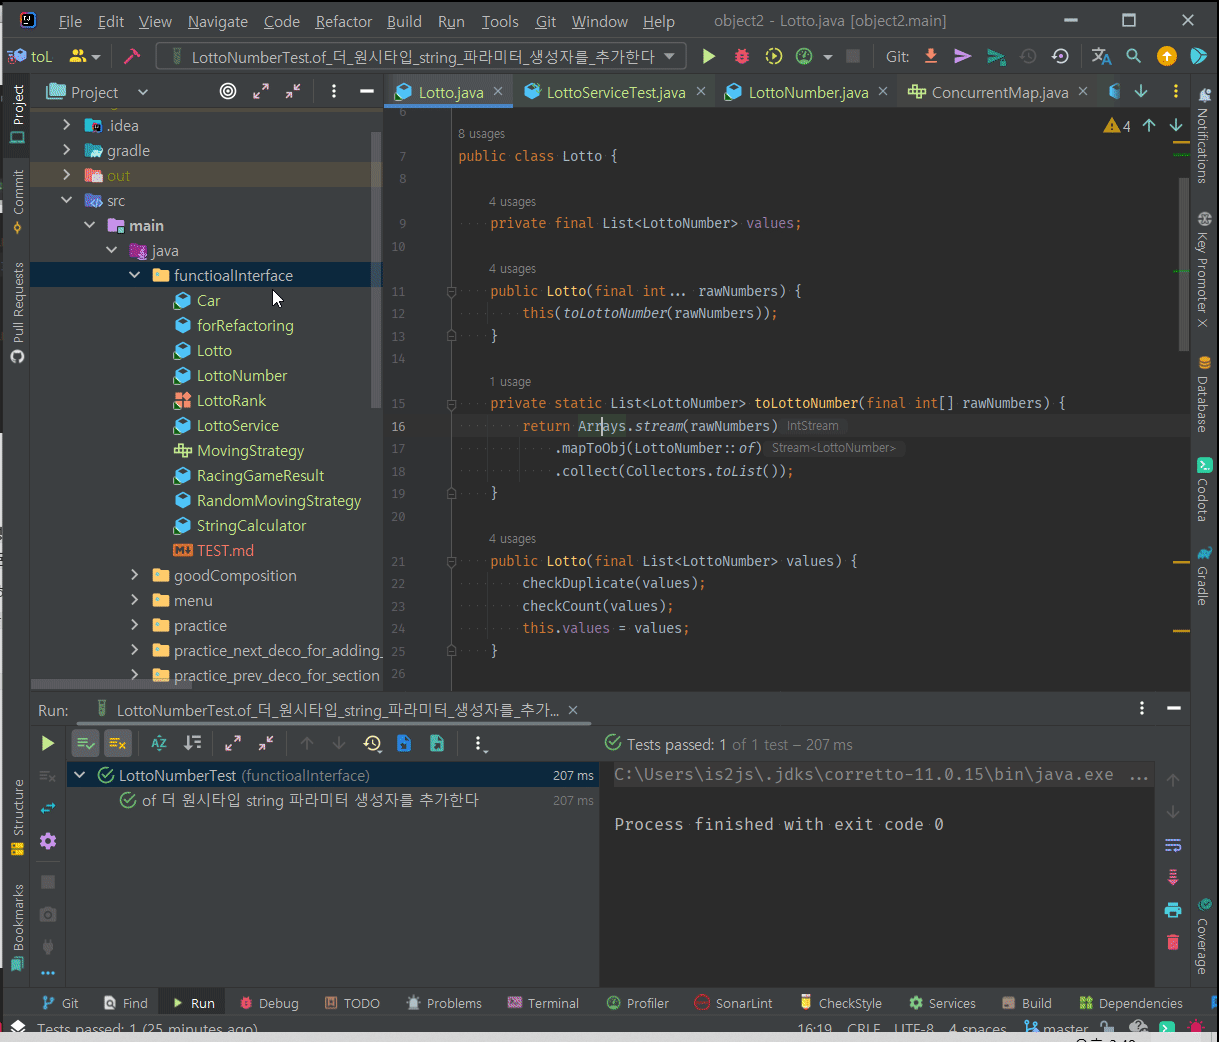 File Edit View Navigate Code Refactor Build Run Tools Git Window Help object2 - Lotto.java [object2.main]
toL LottoNumberTest.of_더_원시타입_string_파라미터_생성자를_추가한다 Git:
Project Lotto.java LottoServiceTest.java LottoNumber.java ConcurrentMap.java
.idea
gradle
out
src
main
java
functioalInterface
Car
forRefactoring
Lotto
LottoNumber
LottoRank
LottoService
MovingStrategy
RacingGameResult
RandomMovingStrategy
StringCalculator
TEST.md
goodComposition
menu
practice
practice_next_deco_for_adding_
practice_prev_deco_for_section
4
6
8 usages
7 public class Lotto {
8
4 usages
9 private final List<LottoNumber> values;
10
4 usages
11 public Lotto(final int... rawNumbers) {
12 this(toLottoNumber(rawNumbers));
13 }
14
1 usage
15 private static List<LottoNumber> toLottoNumber(final int[] rawNumbers) {
16 return Arrays.stream(rawNumbers) IntStream
17 .mapToObj(LottoNumber::of) Stream<LottoNumber>
18 .collect(Collectors.toList());
19 }
20
4 usages
21 public Lotto(final List<LottoNumber> values) {
22 checkDuplicate(values);
23 checkCount(values);
24 this.values = values;
25 }
26
Project
Commit
Pull Requests
Structure
Bookmarks
Notifications
Key Promoter X
Database
Codota
Gradle
Coverage
Run: LottoNumberTest.of_더_원시타입_string_파라미터_생성자를_추가...
Tests passed: 1 of 1 test – 207 ms
LottoNumberTest (functioalInterface) 207 ms
of 더 원시타입 string 파라미터 생성자를 추가한다 207 ms
C:\Users\is2js\.jdks\corretto-11.0.15\bin\java.exe ...
Process finished with exit code 0
Git Find Run Debug TODO Problems Terminal Profiler SonarLint CheckStyle Services Build Dependencies
Tests passed: 1 (25 minutes ago) 16:19 CRLF UTF-8 4 spaces master